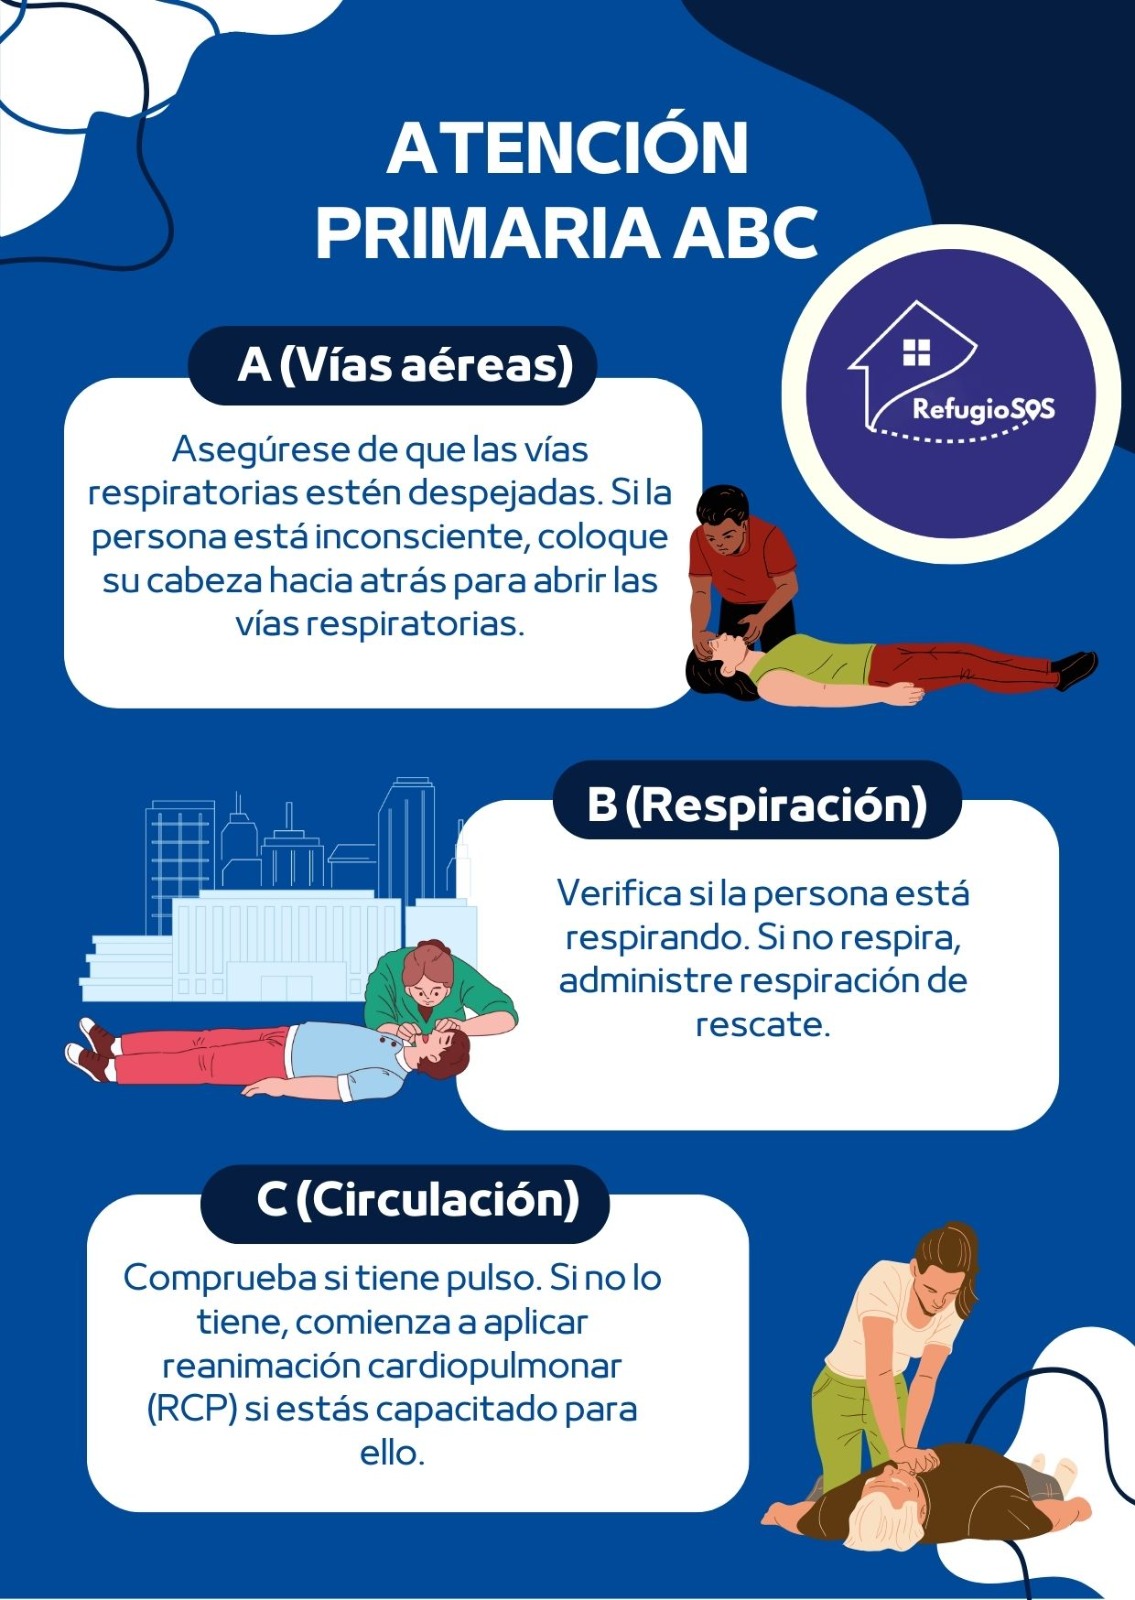 ATENCIÓN
PRIMARIA ABC
A (Vías aéreas)
Asegúrese de que las vías
respiratorias estén despejadas. Si la
persona está inconsciente, coloque
su cabeza hacia atrás para abrir las
vías respiratorias.
RefugioSOS
B (Respiración)
Verifica si la persona está
respirando. Si no respira,
administre respiración de
rescate.
C (Circulación)
Comprueba si tiene pulso. Si no lo
tiene, comienza a aplicar
reanimación cardiopulmonar
(RCP) si estás capacitado para
ello.